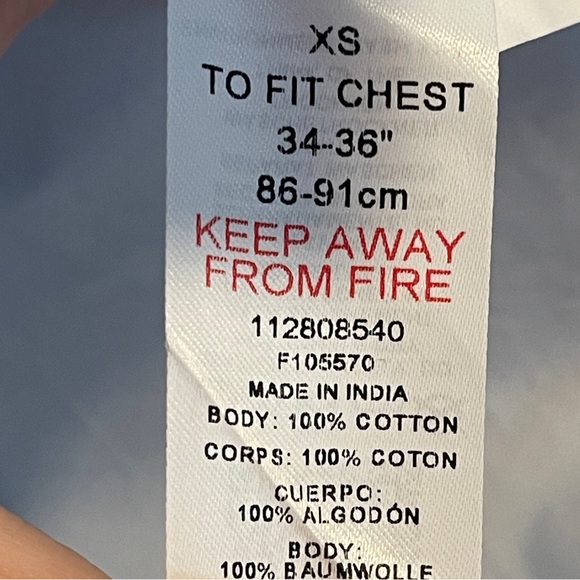 XS
TO FIT CHEST
34-36"
86-91cm
KEEP AWAY
FROM FIRE
112808540
F105570
MADE IN INDIA
BODY: 100% COTTON
CORPS: 100% COTON
CUERPO:
100% ALGODÓN
BODY:
100% BAUMWOLLE